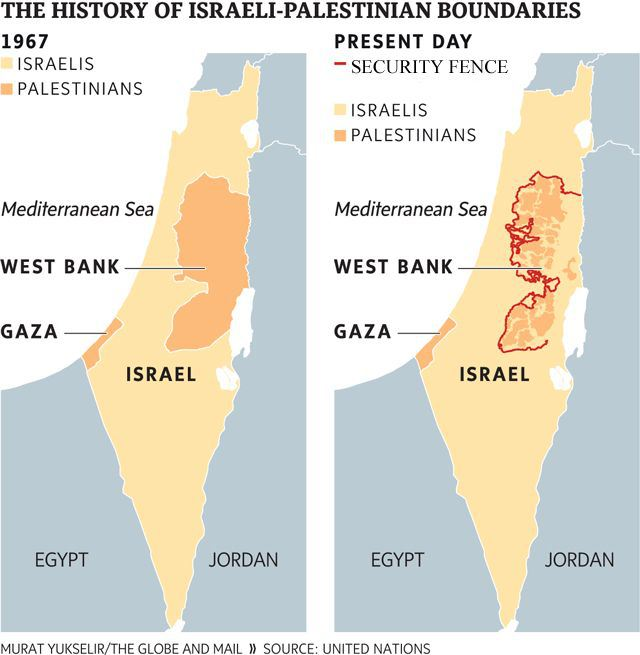 THE HISTORY OF ISRAELI-PALESTINIAN BOUNDARIES
1967
ISRAELIS
PALESTINIANS
Mediterranean Sea
WEST BANK
GAZA
ISRAEL
EGYPT
JORDAN
PRESENT DAY
SECURITY FENCE
ISRAELIS
PALESTINIANS
Mediterranean Sea
WEST BANK
GAZA
ISRAEL
EGYPT
JORDAN
MURAT YUKSELIR/THE GLOBE AND MAIL » SOURCE: UNITED NATIONS